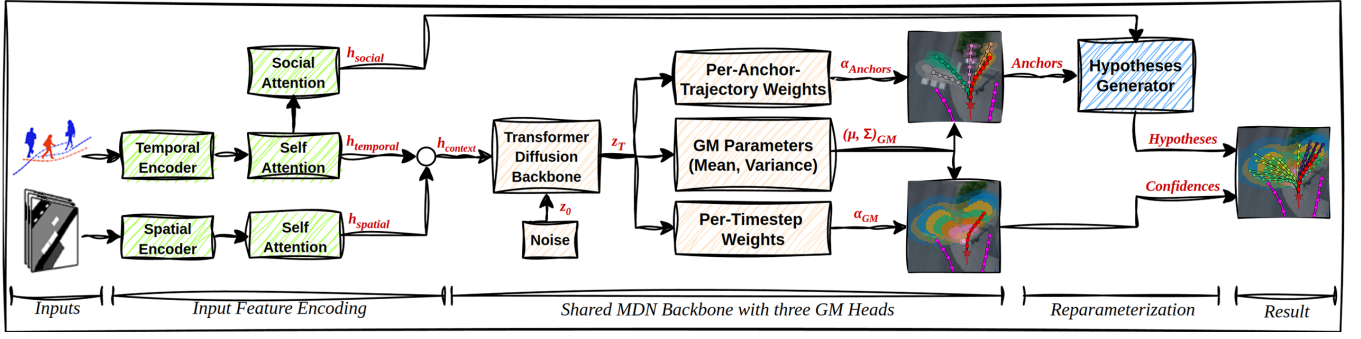 Social
Attention
h_social
Temporal
Encoder
Self
Attention
h_temporal
Spatial
Encoder
Self
Attention
h_spatial
h_context
Transformer
Diffusion
Backbone
z_0
Noise
z_T
Per-Anchor-
Trajectory Weights
α_Anchors
GM Parameters
(Mean, Variance)
(μ, Σ)_GM
Per-Timestep
Weights
α_GM
Anchors
Hypotheses
Generator
Hypotheses
Confidences
Inputs
Input Feature Encoding
Shared MDN Backbone with three GM Heads
Reparameterization
Result